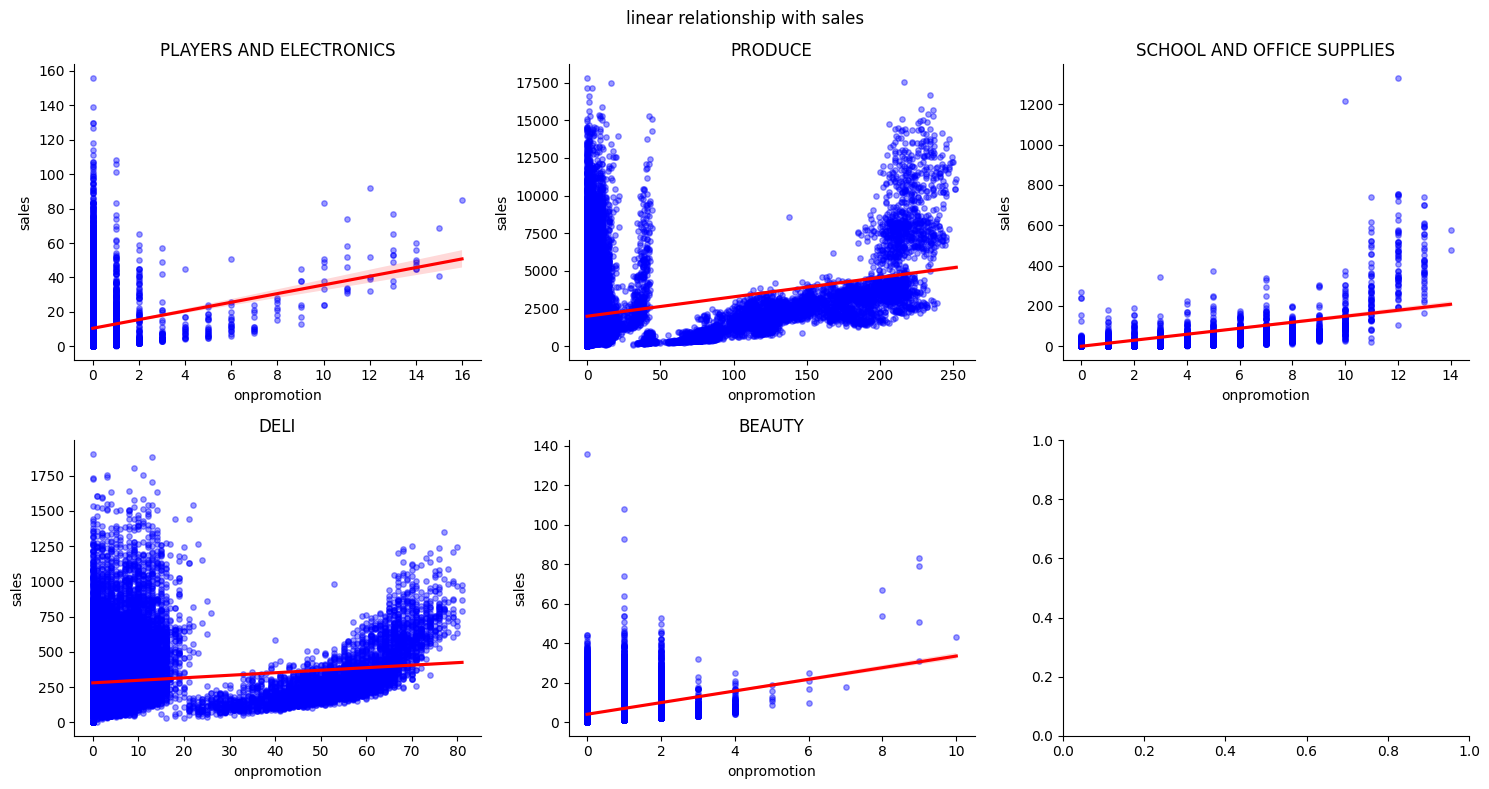 linear relationship with sales
PLAYERS AND ELECTRONICS
PRODUCE
SCHOOL AND OFFICE SUPPLIES
160
140
120
100
80
60
40
20
0
sales
0 2 4 6 8 10 12 14 16
onpromotion
17500
15000
12500
10000
7500
5000
2500
0
sales
0 50 100 150 200 250
onpromotion
1200
1000
800
600
400
200
0
sales
0 2 4 6 8 10 12 14
onpromotion
DELI
BEAUTY
1750
1500
1250
1000
750
500
250
0
sales
0 10 20 30 40 50 60 70 80
onpromotion
140
120
100
80
60
40
20
0
sales
0 2 4 6 8 10
onpromotion
1.0
0.8
0.6
0.4
0.2
0.0
0.0 0.2 0.4 0.6 0.8 1.0